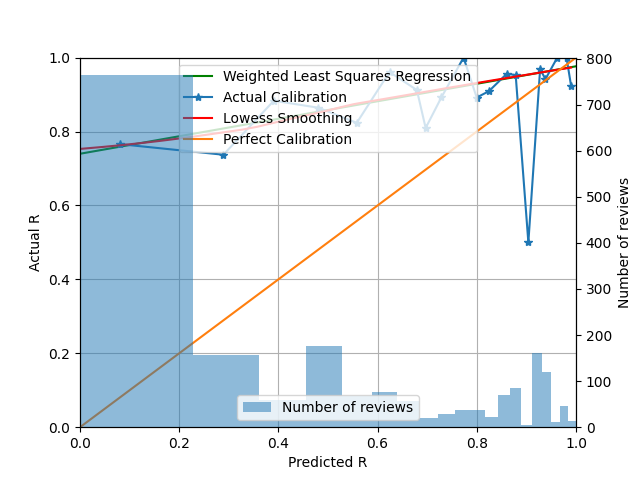 1.0
0.8
0.6
0.4
0.2
0.0
Actual R
Weighted Least Squares Regression
Actual Calibration
Lowess Smoothing
Perfect Calibration
Number of reviews
800
700
600
500
400
300
200
100
0
Number of reviews
0.0 0.2 0.4 0.6 0.8 1.0
Predicted R